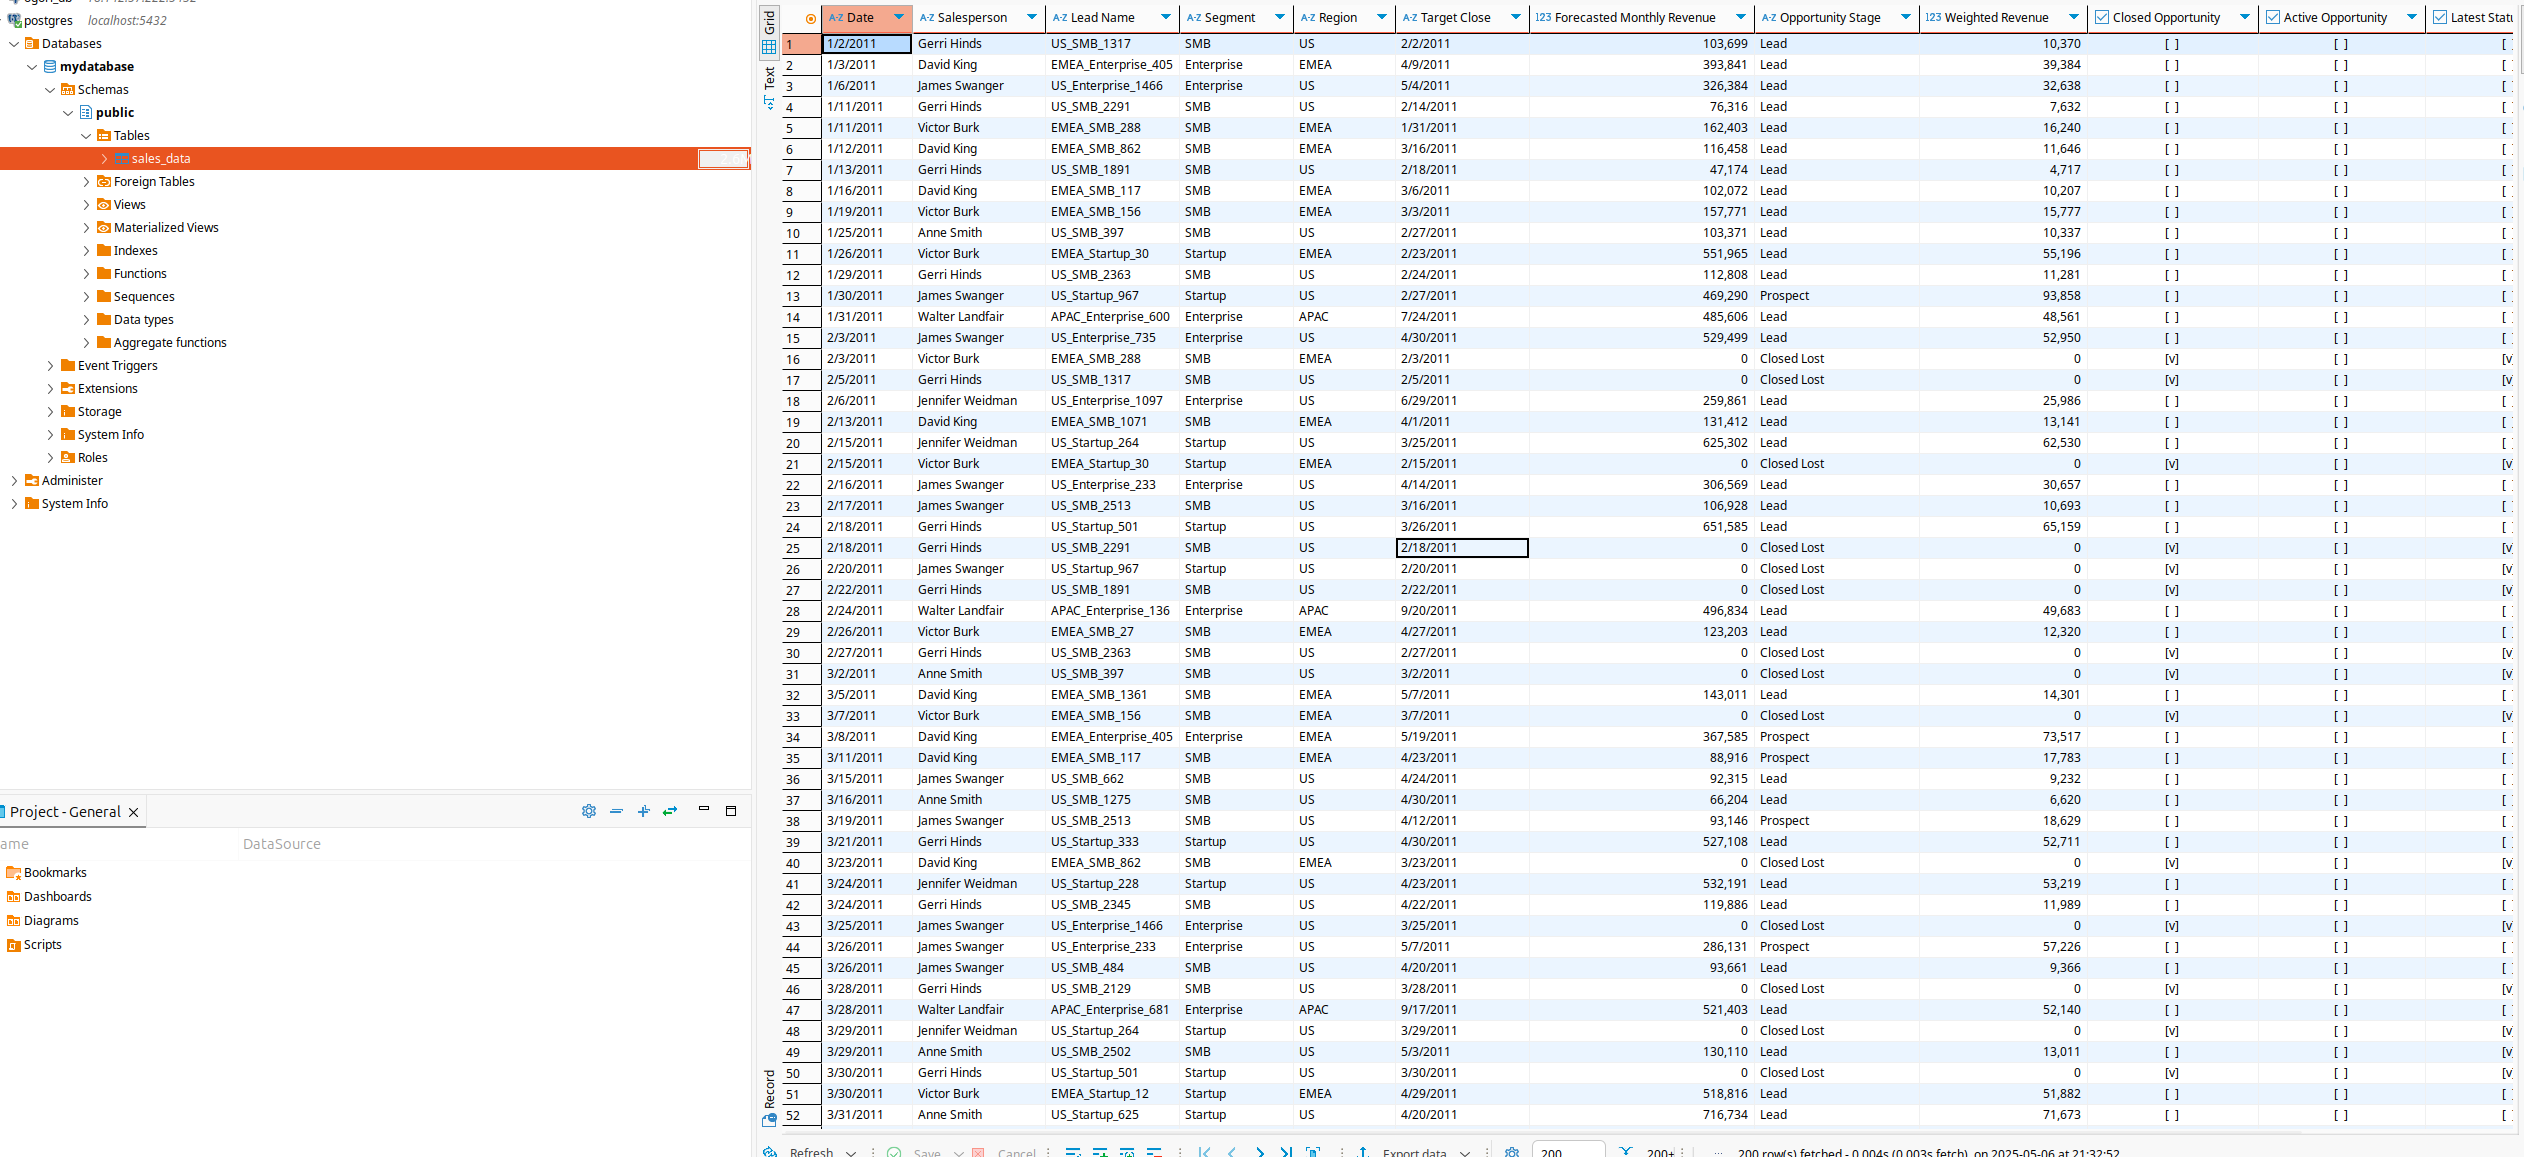 postgres localhost:5432
Databases
mydatabase
Schemas
public
Tables
sales_data
Foreign Tables
Views
Materialized Views
Indexes
Functions
Sequences
Data types
Aggregate functions
Event Triggers
Extensions
Storage
System Info
Roles
Administer
System Info
Project - General
DataSource
Bookmarks
Dashboards
Diagrams
Scripts
Grid
Text
Record
Date Salesperson Lead Name Segment Region Target Close 123 Forecasted Monthly Revenue Opportunity Stage 123 Weighted Revenue Closed Opportunity Active Opportunity Latest
1 1/2/2011 Gerri Hinds US_SMB_1317 SMB US 2/2/2011 103,699 Lead 10,370 [ ] [ ] [
2 1/3/2011 David King EMEA_Enterprise_405 Enterprise EMEA 4/9/2011 393,841 Lead 39,384 [ ] [ ] [
3 1/6/2011 James Swanger US_Enterprise_1466 Enterprise US 5/4/2011 326,384 Lead 32,638 [ ] [ ] [
4 1/11/2011 Gerri Hinds US_SMB_2291 SMB US 2/14/2011 76,316 Lead 7,632 [ ] [ ] [
5 1/11/2011 Victor Burk EMEA_SMB_288 SMB EMEA 1/31/2011 162,403 Lead 16,240 [ ] [ ] [
6 1/12/2011 David King EMEA_SMB_862 SMB EMEA 3/16/2011 116,458 Lead 11,646 [ ] [ ] [
7 1/13/2011 Gerri Hinds US_SMB_1891 SMB US 2/18/2011 47,174 Lead 4,717 [ ] [ ] [
8 1/16/2011 David King EMEA_SMB_117 SMB EMEA 3/6/2011 102,072 Lead 10,207 [ ] [ ] [
9 1/19/2011 Victor Burk EMEA_SMB_156 SMB EMEA 3/3/2011 157,771 Lead 15,777 [ ] [ ] [
10 1/25/2011 Anne Smith US_SMB_397 SMB US 2/27/2011 103,371 Lead 10,337 [ ] [ ] [
11 1/26/2011 Victor Burk EMEA_Startup_30 Startup EMEA 2/23/2011 551,965 Lead 55,196 [ ] [ ] [
12 1/29/2011 Gerri Hinds US_SMB_2363 SMB US 2/24/2011 112,808 Lead 11,281 [ ] [ ] [
13 1/30/2011 James Swanger US_Startup_967 Startup US 2/27/2011 469,290 Prospect 93,858 [ ] [ ] [
14 1/31/2011 Walter Landfair APAC_Enterprise_600 Enterprise APAC 7/24/2011 485,606 Lead 48,561 [ ] [ ] [
15 2/3/2011 James Swanger US_Enterprise_735 Enterprise US 4/30/2011 529,499 Lead 52,950 [ ] [ ] [
16 2/3/2011 Victor Burk EMEA_SMB_288 SMB EMEA 2/3/2011 0 Closed Lost 0 [v] [ ] [v
17 2/5/2011 Gerri Hinds US_SMB_1317 SMB US 2/5/2011 0 Closed Lost 0 [v] [ ] [v
18 2/6/2011 Jennifer Weidman US_Enterprise_1097 Enterprise US 6/29/2011 259,861 Lead 25,986 [ ] [ ] [
19 2/13/2011 David King EMEA_SMB_1071 SMB EMEA 4/1/2011 131,412 Lead 13,141 [ ] [ ] [
20 2/15/2011 Jennifer Weidman US_Startup_264 Startup US 3/25/2011 625,302 Lead 62,530 [ ] [ ] [
21 2/15/2011 Victor Burk EMEA_Startup_30 Startup EMEA 2/15/2011 0 Closed Lost 0 [v] [ ] [v
22 2/16/2011 James Swanger US_Enterprise_233 Enterprise US 4/14/2011 306,569 Lead 30,657 [ ] [ ] [
23 2/17/2011 James Swanger US_SMB_2513 SMB US 3/16/2011 106,928 Lead 10,693 [ ] [ ] [
24 2/18/2011 Gerri Hinds US_Startup_501 Startup US 3/26/2011 651,585 Lead 65,159 [ ] [ ] [
25 2/18/2011 Gerri Hinds US_SMB_2291 SMB US 2/18/2011 0 Closed Lost 0 [v] [ ] [v
26 2/20/2011 James Swanger US_Startup_967 Startup US 2/20/2011 0 Closed Lost 0 [v] [ ] [v
27 2/22/2011 Gerri Hinds US_SMB_1891 SMB US 2/22/2011 0 Closed Lost 0 [v] [ ] [v
28 2/24/2011 Walter Landfair APAC_Enterprise_136 Enterprise APAC 9/20/2011 496,834 Lead 49,683 [ ] [ ] [
29 2/26/2011 Victor Burk EMEA_SMB_27 SMB EMEA 4/27/2011 123,203 Lead 12,320 [ ] [ ] [
30 2/27/2011 Gerri Hinds US_SMB_2363 SMB US 2/27/2011 0 Closed Lost 0 [v] [ ] [v
31 3/2/2011 Anne Smith US_SMB_397 SMB US 3/2/2011 0 Closed Lost 0 [v] [ ] [v
32 3/5/2011 David King EMEA_SMB_1361 SMB EMEA 5/7/2011 143,011 Lead 14,301 [ ] [ ] [
33 3/7/2011 Victor Burk EMEA_SMB_156 SMB EMEA 3/7/2011 0 Closed Lost 0 [v] [ ] [v
34 3/8/2011 David King EMEA_Enterprise_405 Enterprise EMEA 5/19/2011 367,585 Prospect 73,517 [ ] [ ] [
35 3/11/2011 David King EMEA_SMB_117 SMB EMEA 4/23/2011 88,916 Prospect 17,783 [ ] [ ] [
36 3/15/2011 James Swanger US_SMB_662 SMB US 4/24/2011 92,315 Lead 9,232 [ ] [ ] [
37 3/16/2011 Anne Smith US_SMB_1275 SMB US 4/30/2011 66,204 Lead 6,620 [ ] [ ] [
38 3/19/2011 James Swanger US_SMB_2513 SMB US 4/12/2011 93,146 Prospect 18,629 [ ] [ ] [
39 3/21/2011 Gerri Hinds US_Startup_333 Startup US 4/30/2011 527,108 Lead 52,711 [ ] [ ] [
40 3/23/2011 David King EMEA_SMB_862 SMB EMEA 3/23/2011 0 Closed Lost 0 [v] [ ] [v
41 3/24/2011 Jennifer Weidman US_Startup_228 Startup US 4/23/2011 532,191 Lead 53,219 [ ] [ ] [
42 3/24/2011 Gerri Hinds US_SMB_2345 SMB US 4/22/2011 119,886 Lead 11,989 [ ] [ ] [
43 3/25/2011 James Swanger US_Enterprise_1466 Enterprise US 3/25/2011 0 Closed Lost 0 [v] [ ] [v
44 3/26/2011 James Swanger US_Enterprise_233 Enterprise US 5/7/2011 286,131 Prospect 57,226 [ ] [ ] [
45 3/26/2011 James Swanger US_SMB_484 SMB US 4/20/2011 93,661 Lead 9,366 [ ] [ ] [
46 3/28/2011 Gerri Hinds US_SMB_2129 SMB US 3/28/2011 0 Closed Lost 0 [v] [ ] [v
47 3/28/2011 Walter Landfair APAC_Enterprise_681 Enterprise APAC 9/17/2011 521,403 Lead 52,140 [ ] [ ] [
48 3/29/2011 Jennifer Weidman US_Startup_264 Startup US 3/29/2011 0 Closed Lost 0 [v] [ ] [v
49 3/29/2011 Anne Smith US_SMB_2502 SMB US 5/3/2011 130,110 Lead 13,011 [ ] [ ] [v
50 3/30/2011 Gerri Hinds US_Startup_501 Startup US 3/30/2011 0 Closed Lost 0 [v] [ ] [v
51 3/30/2011 Victor Burk EMEA_Startup_12 Startup EMEA 4/29/2011 518,816 Lead 51,882 [ ] [ ] [
52 3/31/2011 Anne Smith US_Startup_625 Startup US 4/20/2011 716,734 Lead 71,673 [ ] [ ] [
Refresh Save Cancel Export data 200 200+ 200 row(s) fetched - 0.004s (0.003s fetch), on 2025-05-06 at 21:32:52